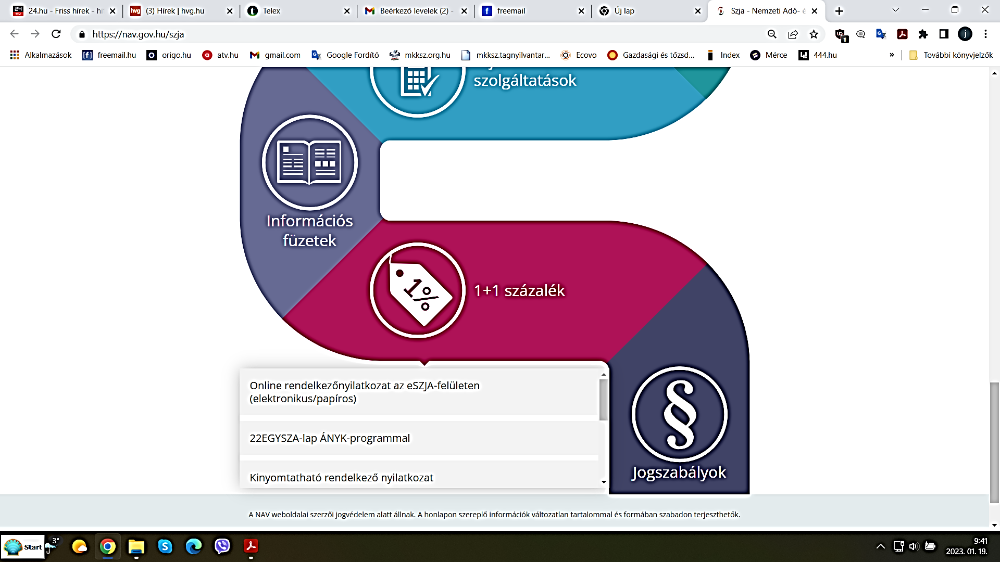 24.hu - Friss hírek - hí
(3) Hírek | hvg.hu
Telex
Beérkező levelek (2) -
freemail
Új lap
Szja - Nemzeti Adó- é
https://nav.gov.hu/szja
1
j
Alkalmazások
freemail.hu
origo.hu
atv.hu
gmail.com
Google Fordító
mkksz.org.hu
mkksz.tagnyilvantar...
Ecovo
Gazdasági és tőzsd...
Index
Mérce
444.hu
»
További könyvjelzők
szolgáltatások
Információs
füzetek
1%
1+1 százalék
Online rendelkezőnyilatkozat az eSZJA-felületen
(elektronikus/papíros)
22EGYSZA-lap ÁNYK-programmal
Kinyomtatható rendelkező nyilatkozat
§
Jogszabályok
A NAV weboldalai szerzői jogvédelem alatt állnak. A honlapon szereplő információk változatlan tartalommal és formában szabadon terjeszthetők.
Start
3°
9:41
2023. 01. 19.